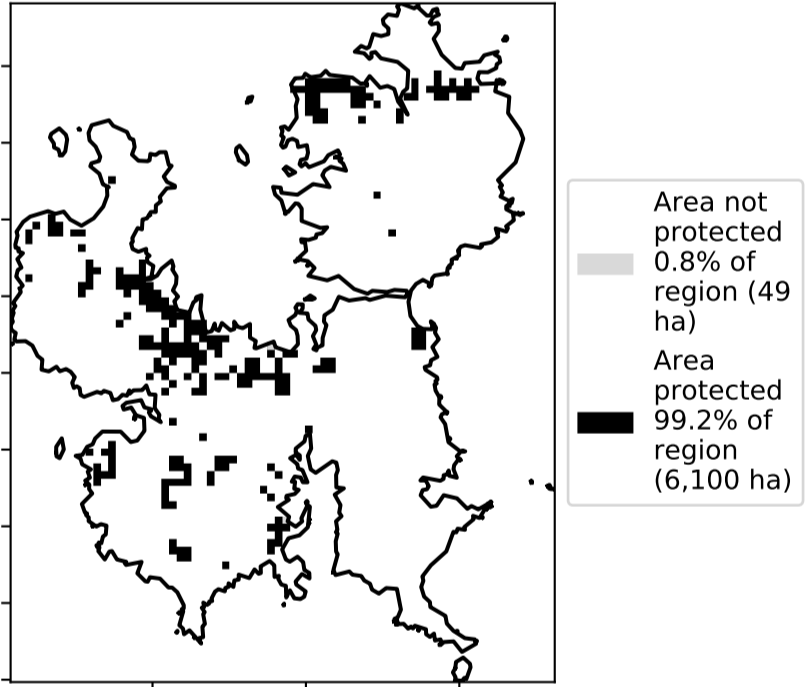 Area not
protected
0.8% of
region (49
ha)
Area
protected
99.2% of
region
(6,100 ha)